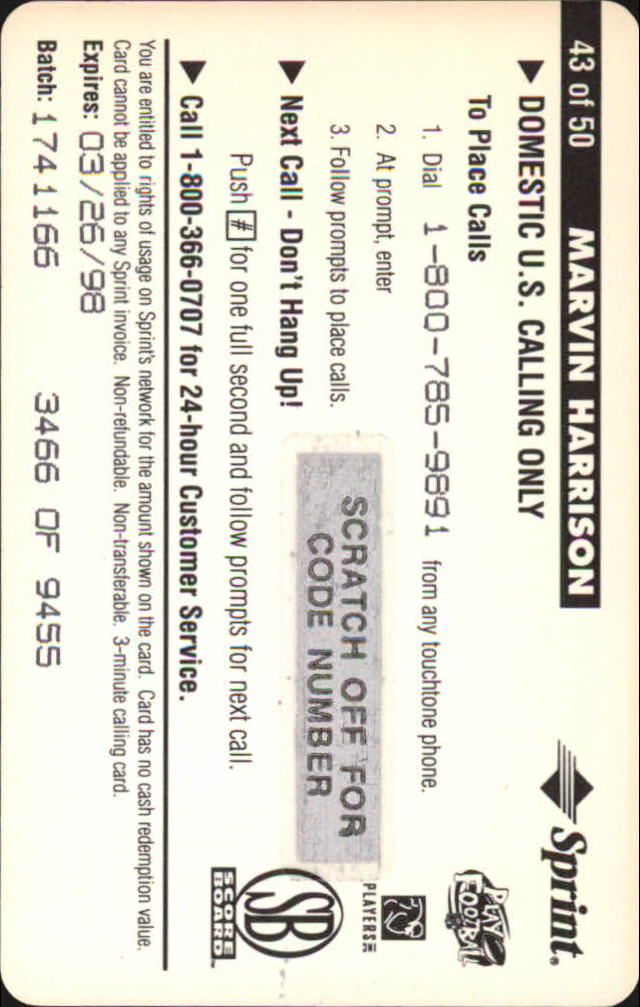 43 of 50 MARVIN HARRISON
Sprint®
▶ DOMESTIC U.S. CALLING ONLY
To Place Calls
1. Dial 1-800-785-9891 from any touchtone phone.
2. At prompt, enter
3. Follow prompts to place calls.
SCRATCH OFF FOR
CODE NUMBER
▶ Next Call - Don't Hang Up!
Push # for one full second and follow prompts for next call.
▶ Call 1-800-366-0707 for 24-hour Customer Service.
PLAY
FOOTBALL
PLAYERS
SB
SCORE
BOARD™
You are entitled to rights of usage on Sprint's network for the amount shown on the card. Card has no cash redemption value.
Card cannot be applied to any Sprint invoice. Non-refundable. Non-transferable. 3-minute calling card.
Expires: 03/26/98
Batch: 1741166 3466 OF 9455